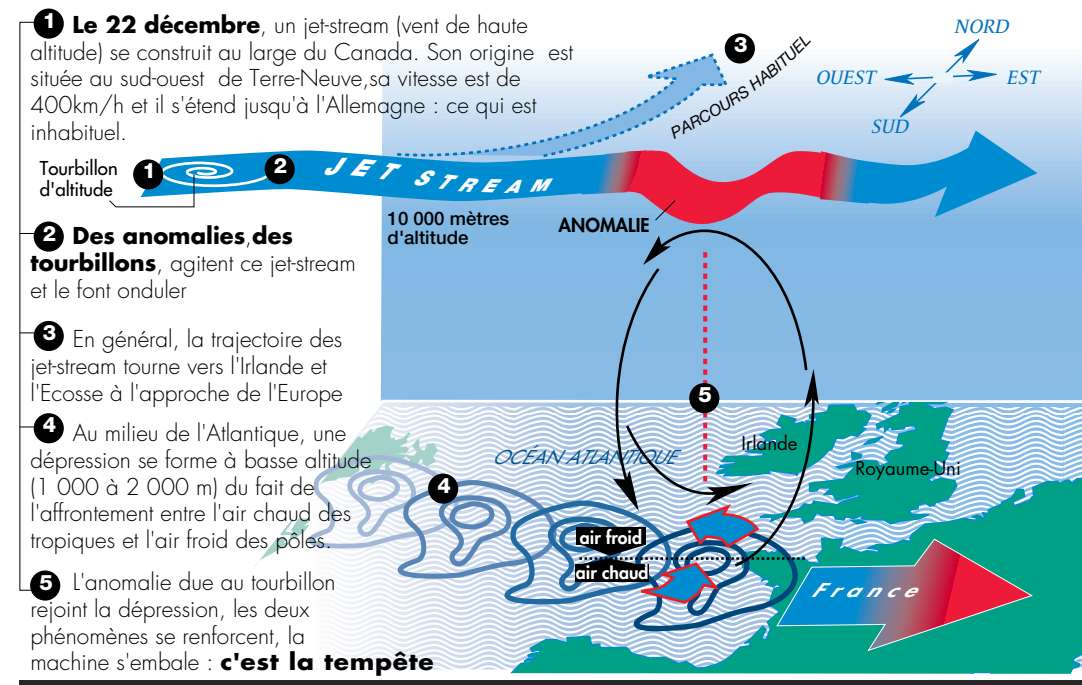 1 Le 22 décembre, un jet-stream (vent de haute
altitude) se construit au large du Canada. Son origine est
située au sud-ouest de Terre-Neuve,sa vitesse est de
400km/h et il s'étend jusqu'à l'Allemagne : ce qui est
inhabituel.
3
PARCOURS HABITUEL
NORD
OUEST
EST
SUD
Tourbillon
d'altitude
1
2
JET STREAM
10 000 mètres
d'altitude
ANOMALIE
2 Des anomalies,des
tourbillons, agitent ce jet-stream
et le font onduler
3 En général, la trajectoire des
jet-stream tourne vers l'Irlande et
l'Ecosse à l'approche de l'Europe
4 Au milieu de l'Atlantique, une
dépression se forme à basse altitude
(1 000 à 2 000 m) du fait de
l'affrontement entre l'air chaud des
tropiques et l'air froid des pôles.
5 L'anomalie due au tourbillon
rejoint la dépression, les deux
phénomènes se renforcent, la
machine s'embale : c'est la tempête
5
OCÉAN ATLANTIQUE
Irlande
Royaume-Uni
4
air froid
air chaud
France